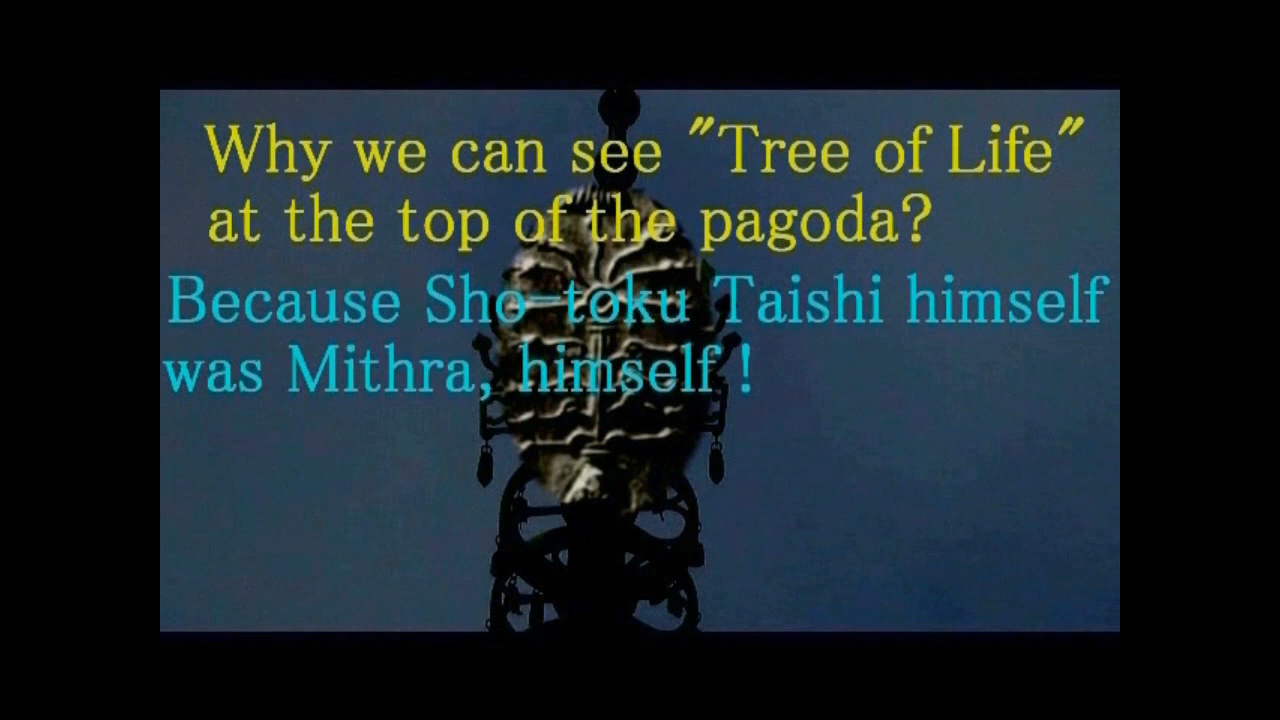 Why we can see "Tree of Life"
at the top of the pagoda?
Because Sho-toku Taishi himself
was Mithra, himself !